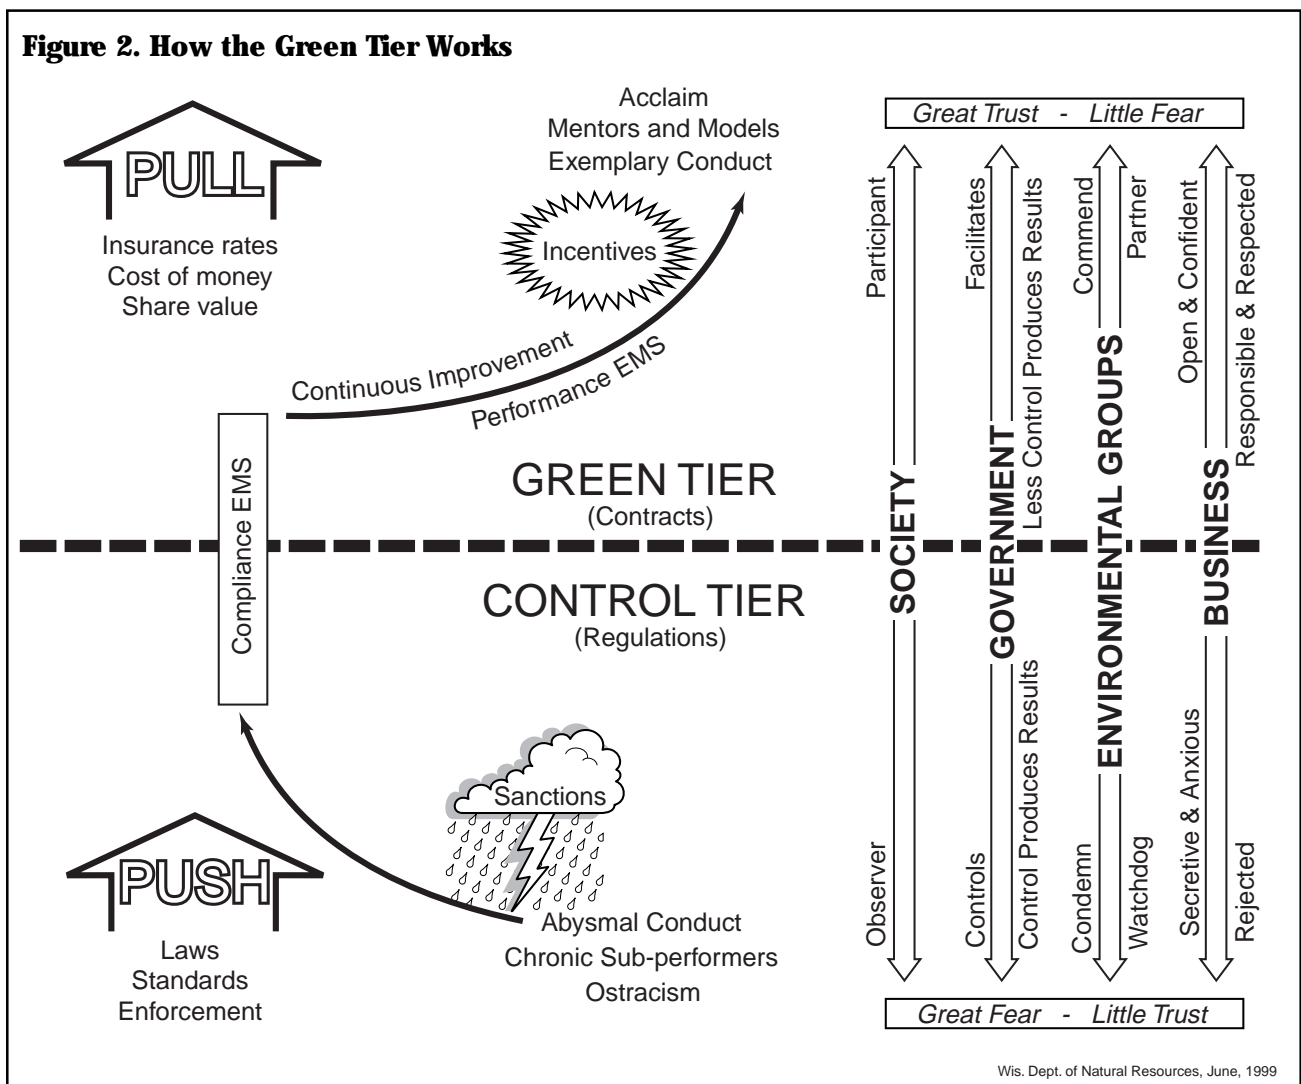 Figure 2. How the Green Tier Works
PULL
Insurance rates
Cost of money
Share value
Acclaim
Mentors and Models
Exemplary Conduct
Incentives
Continuous Improvement
Performance EMS
Compliance EMS
GREEN TIER
(Contracts)
CONTROL TIER
(Regulations)
Sanctions
PUSH
Laws
Standards
Enforcement
Abysmal Conduct
Chronic Sub-performers
Ostracism
Great Trust - Little Fear
Participant
SOCIETY
Observer
Facilitates
Less Control Produces Results
GOVERNMENT
Controls
Control Produces Results
Commend
Partner
ENVIRONMENTAL GROUPS
Condemn
Watchdog
Open & Confident
Responsible & Respected
BUSINESS
Secretive & Anxious
Rejected
Great Fear - Little Trust
Wis. Dept. of Natural Resources, June, 1999